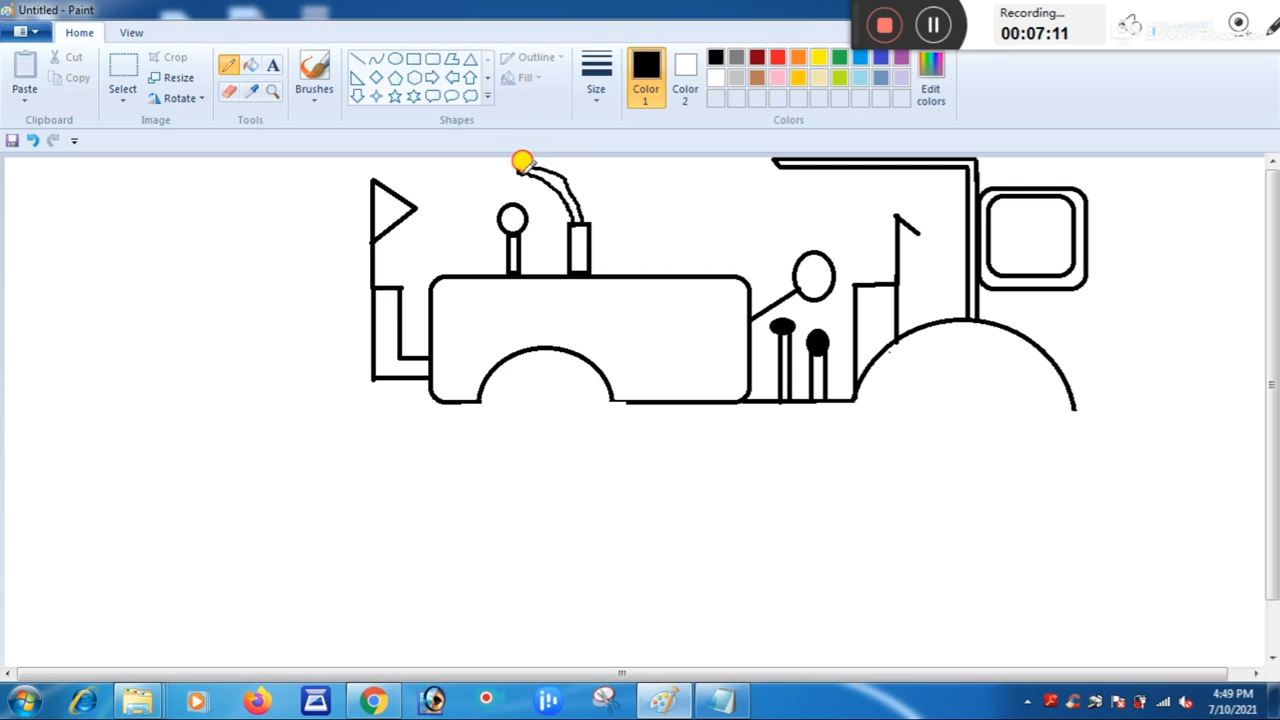 Untitled - Paint
Recording...
00:07:11
Home
View
Paste
Cut
Copy
Clipboard
Select
Crop
Resize
Rotate
Image
Tools
Brushes
Outline
Fill
Shapes
Size
Color
1
Color
2
Edit
colors
Colors
4:49 PM
7/10/2021